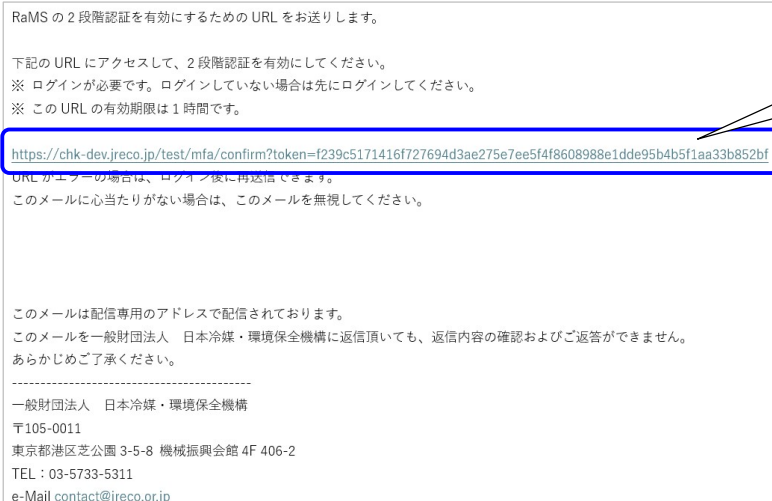 RaMS の 2 段階認証を有効にするための URL をお送りします。
下記の URL にアクセスして、2 段階認証を有効にしてください。
※ ログインが必要です。ログインしていない場合は先にログインしてください。
※ この URL の有効期限は 1 時間です。
https://chk-dev.jreco.jp/test/mfa/confirm?token=f239c5171416f727694d3ae275e7ee5f4f8608988e1dde95b4b5f1aa33b852bf
URL がエラーの場合は、ログイン後に再送信できます。
このメールに心当たりがない場合は、このメールを無視してください。
このメールは配信専用のアドレスで配信されております。
このメールを一般財団法人　日本冷媒・環境保全機構に返信頂いても、返信内容の確認およびご返答ができません。
あらかじめご了承ください。
------------------------------------------
一般財団法人　日本冷媒・環境保全機構
〒105-0011
東京都港区芝公園 3-5-8 機械振興会館 4F 406-2
TEL：03-5733-5311
e-Mail contact@jreco.or.jp